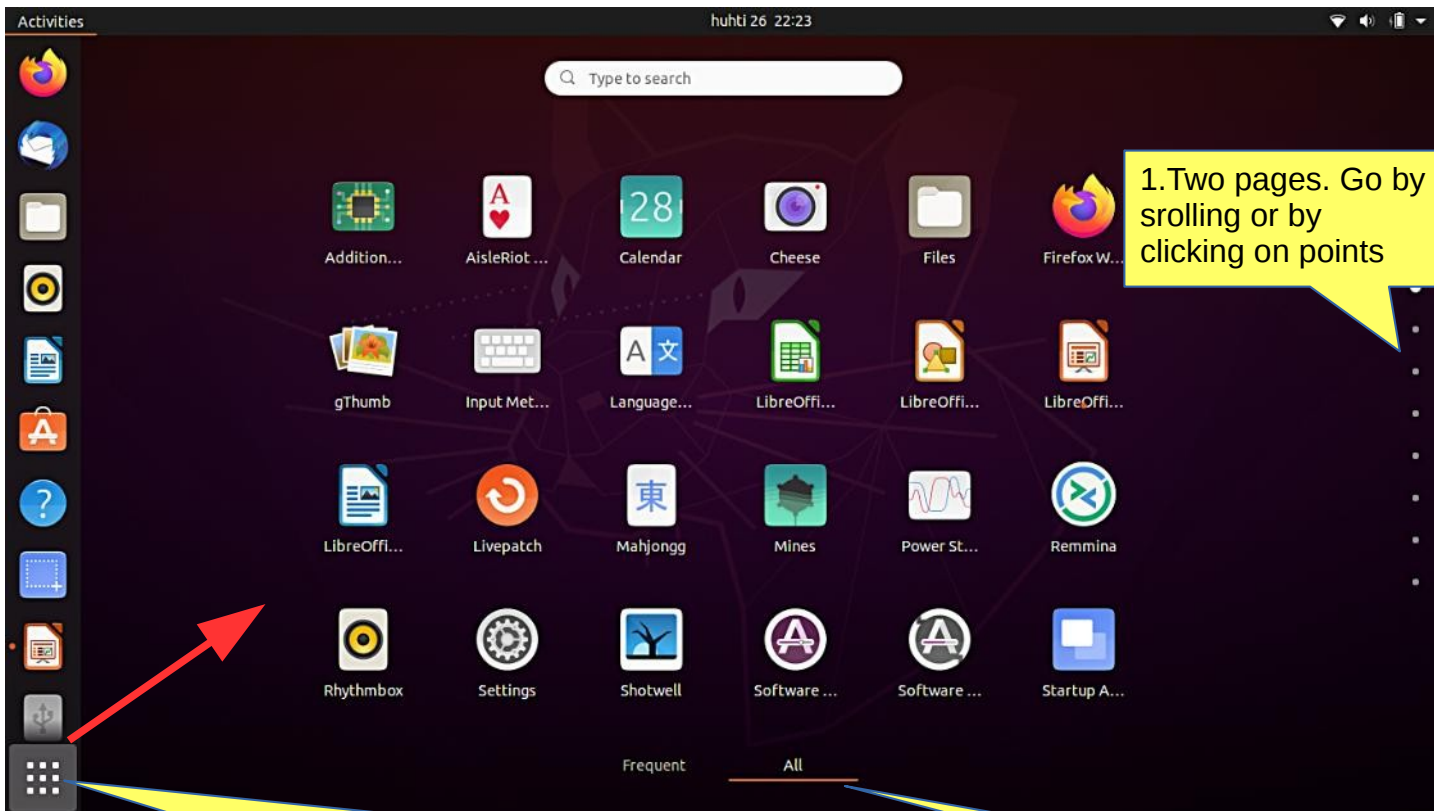 Activities
huhti 26 22:23
Type to search
1.Two pages. Go by
srolling or by
clicking on points
A
28
Addition...
AisleRiot ...
Calendar
Cheese
Files
Firefox W...
A 文
gThumb
Input Met...
Language...
LibreOffi...
LibreOffi...
LibreOffi...
東
LibreOffi...
Livepatch
Mahjongg
Mines
Power St...
Remmina
Rhythmbox
Settings
Shotwell
Software ...
Software ...
Startup A...
Frequent
All